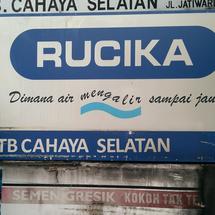 . CAHAYA SELATAN JL.JATIWAR
RUCIKA
Dimana air mengalir sampai jau
TB CAHAYA SELATAN
SEMEN GRESIK KOKOH TAK TE